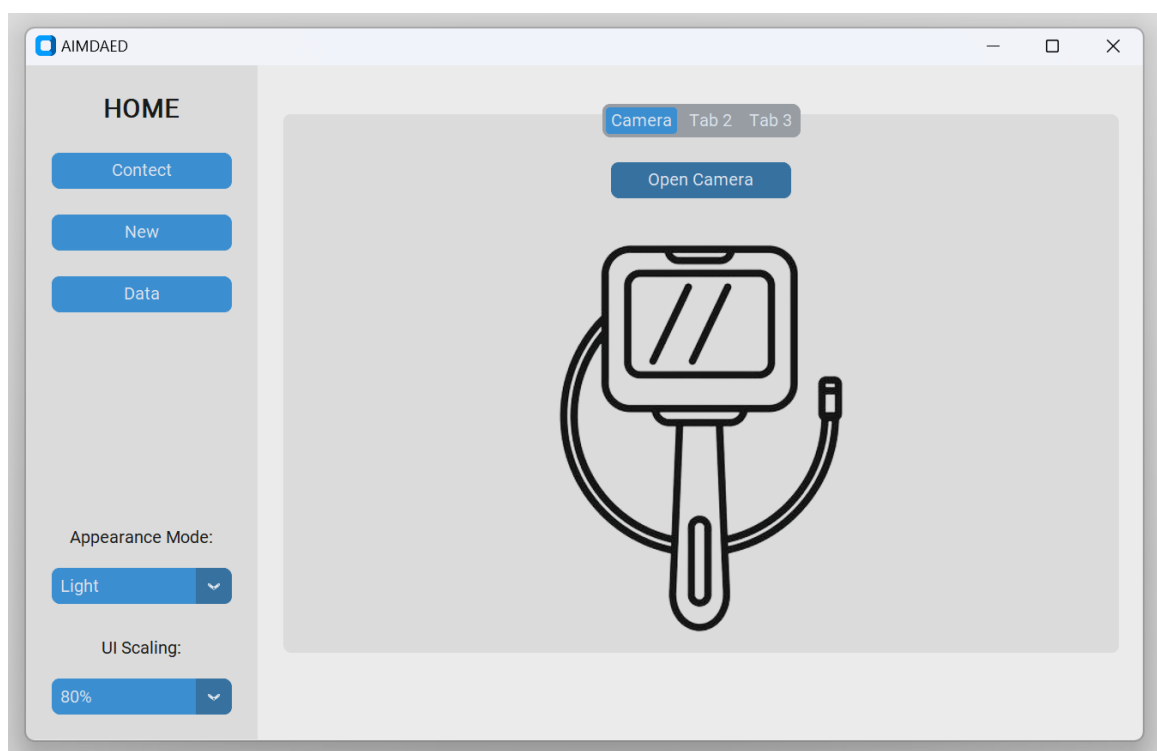 AIMDAED
HOME
Contect
New
Data
Appearance Mode:
Light
UI Scaling:
80%
Camera Tab 2 Tab 3
Open Camera